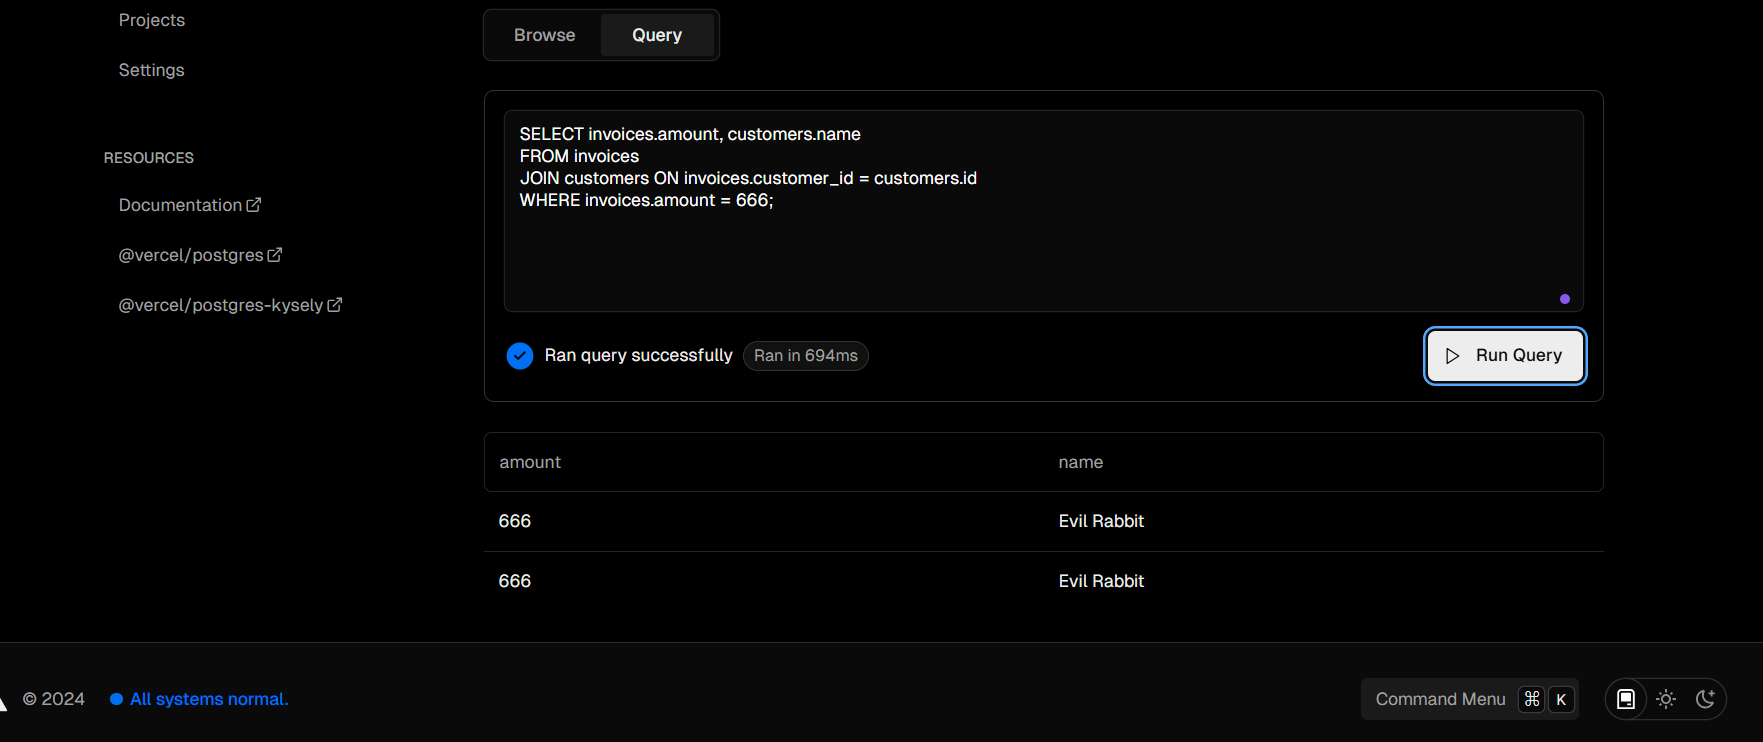 Projects
Settings
RESOURCES
Documentation
@vercel/postgres
@vercel/postgres-kysely
Browse
Query
SELECT invoices.amount, customers.name
FROM invoices
JOIN customers ON invoices.customer_id = customers.id
WHERE invoices.amount = 666;
Ran query successfully
Ran in 694ms
Run Query
amount name
666 Evil Rabbit
666 Evil Rabbit
© 2024
All systems normal.
Command Menu ⌘ K